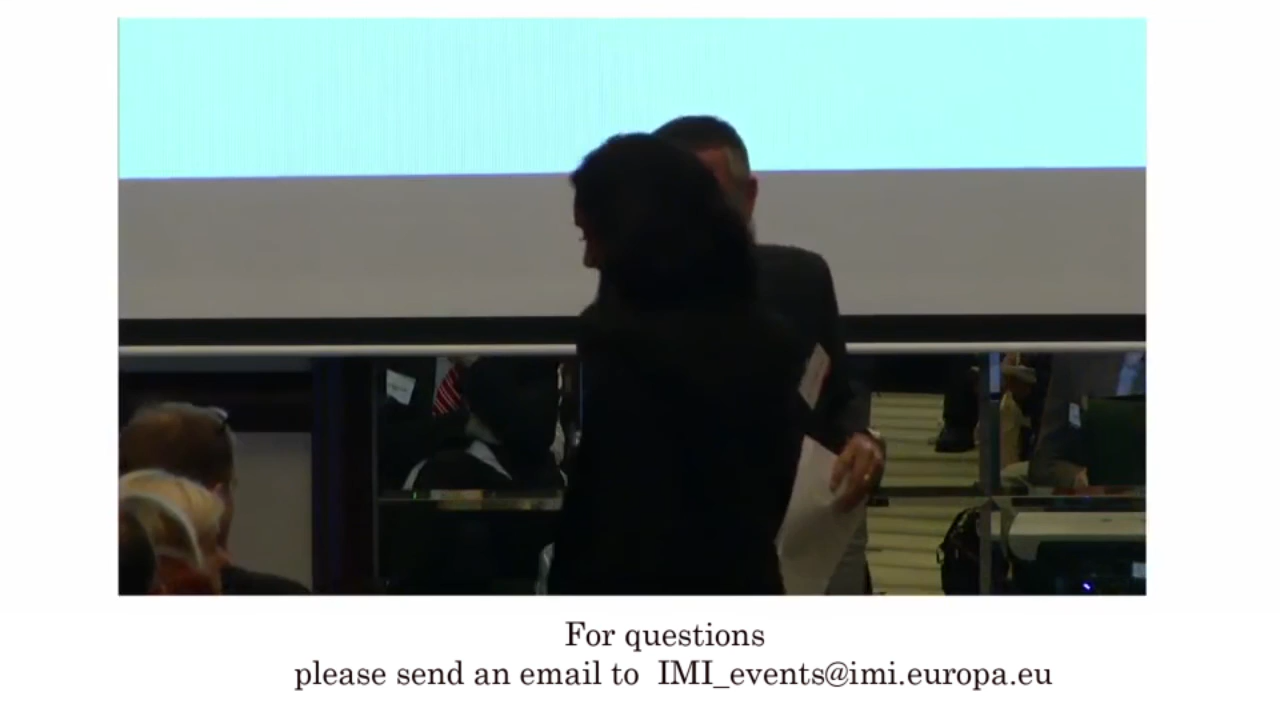 For questions
please send an email to IMI_events@imi.europa.eu